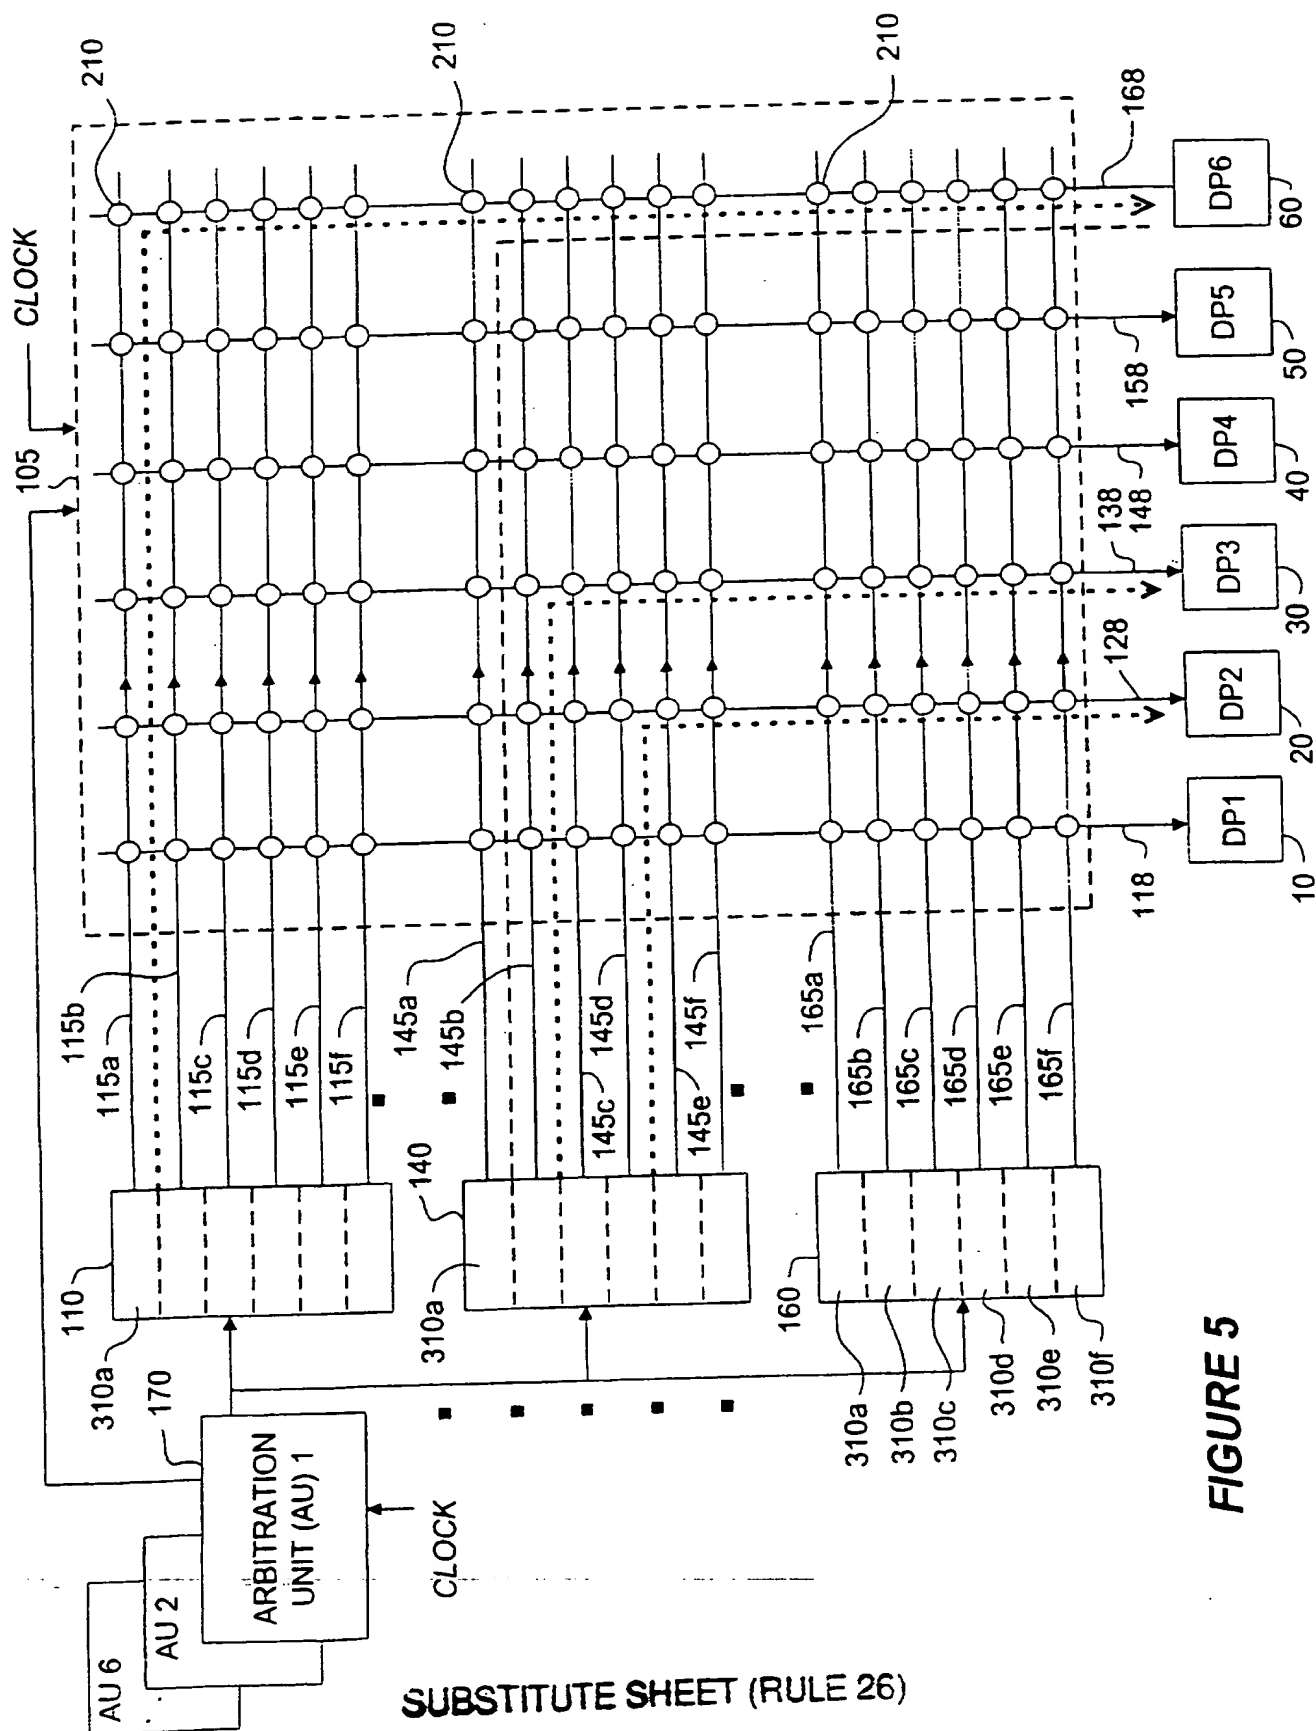 CLOCK
105
210
210
210
AU 6
AU 2
ARBITRATION
UNIT (AU) 1
170
CLOCK
310a
110
115a
115b
115c
115d
115e
115f
310a
140
145a
145b
145c
145d
145e
145f
310a
310b
310c
310d
310e
310f
160
165a
165b
165c
165d
165e
165f
118
128
138
148
148
158
168
DP1
DP2
DP3
DP4
DP5
DP6
10
20
30
40
50
60
FIGURE 5
SUBSTITUTE SHEET (RULE 26)